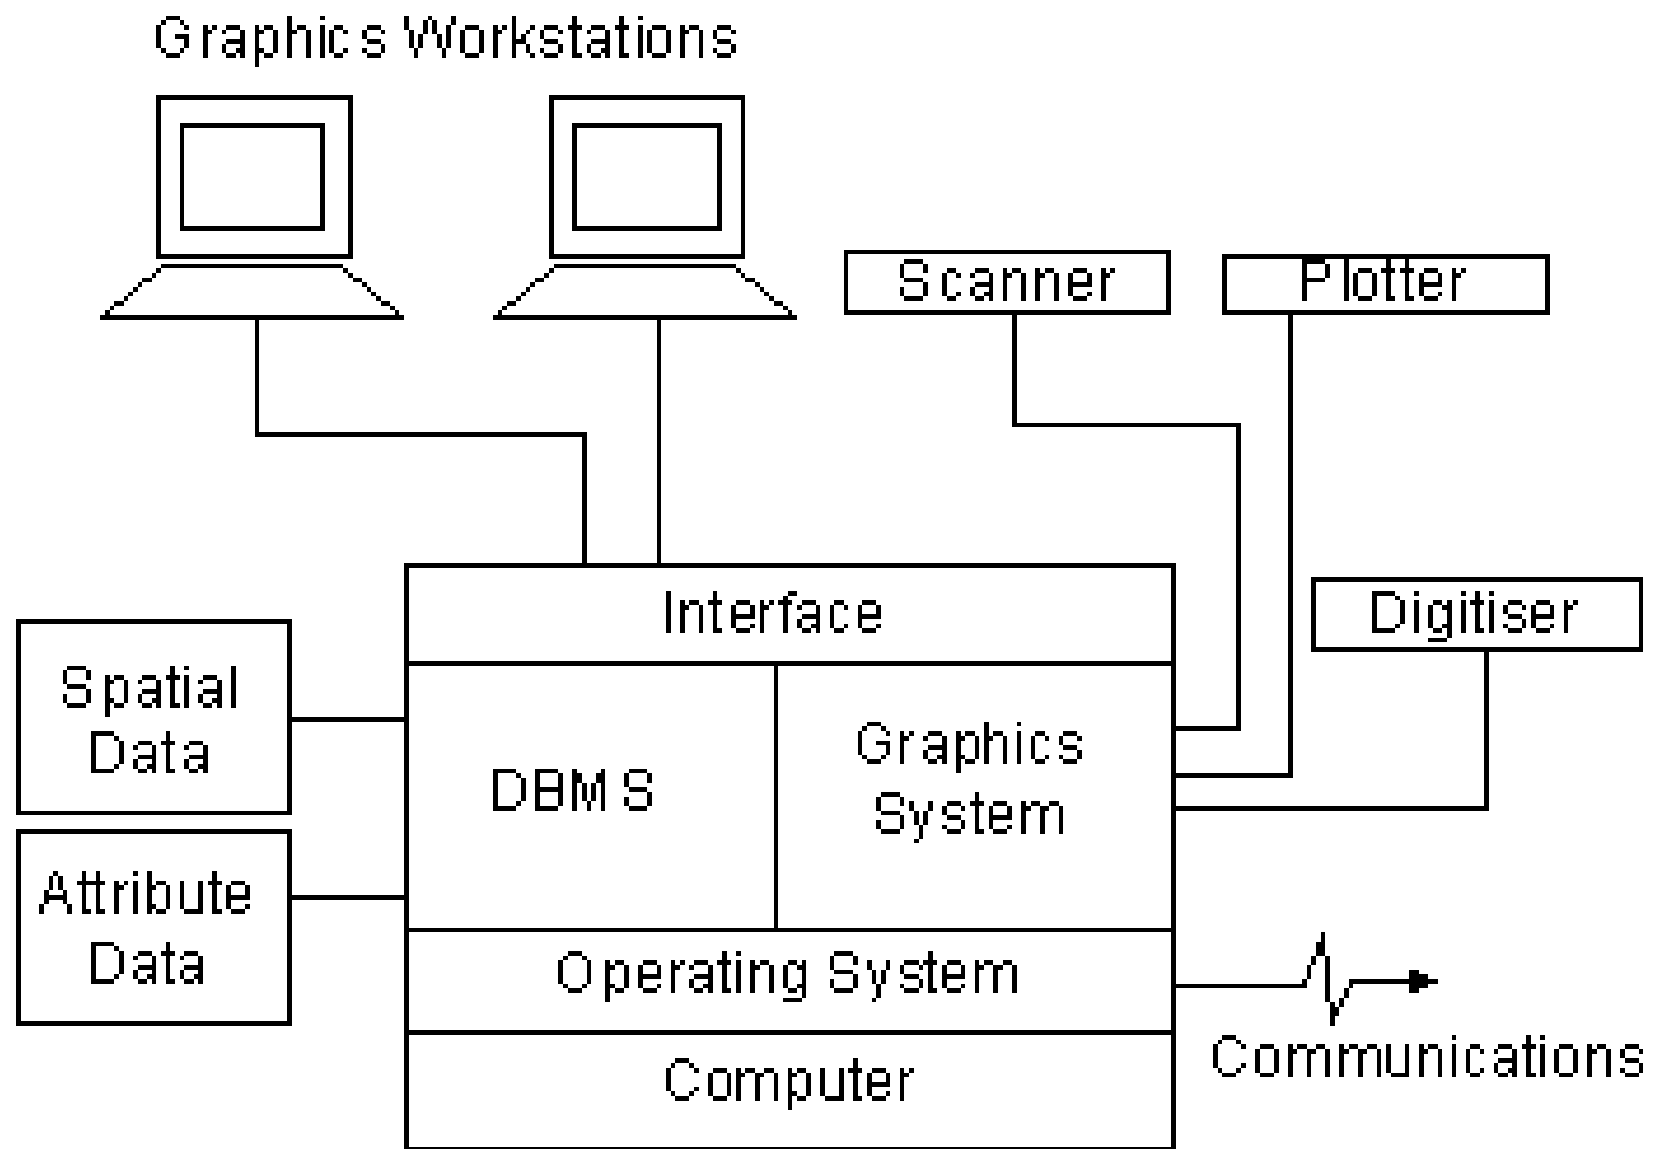 Graphics Workstations
Scanner
Plotter
Interface
Digitiser
Spatial
Data
DBMS
Graphics
System
Attribute
Data
Operating System
Communications
Computer